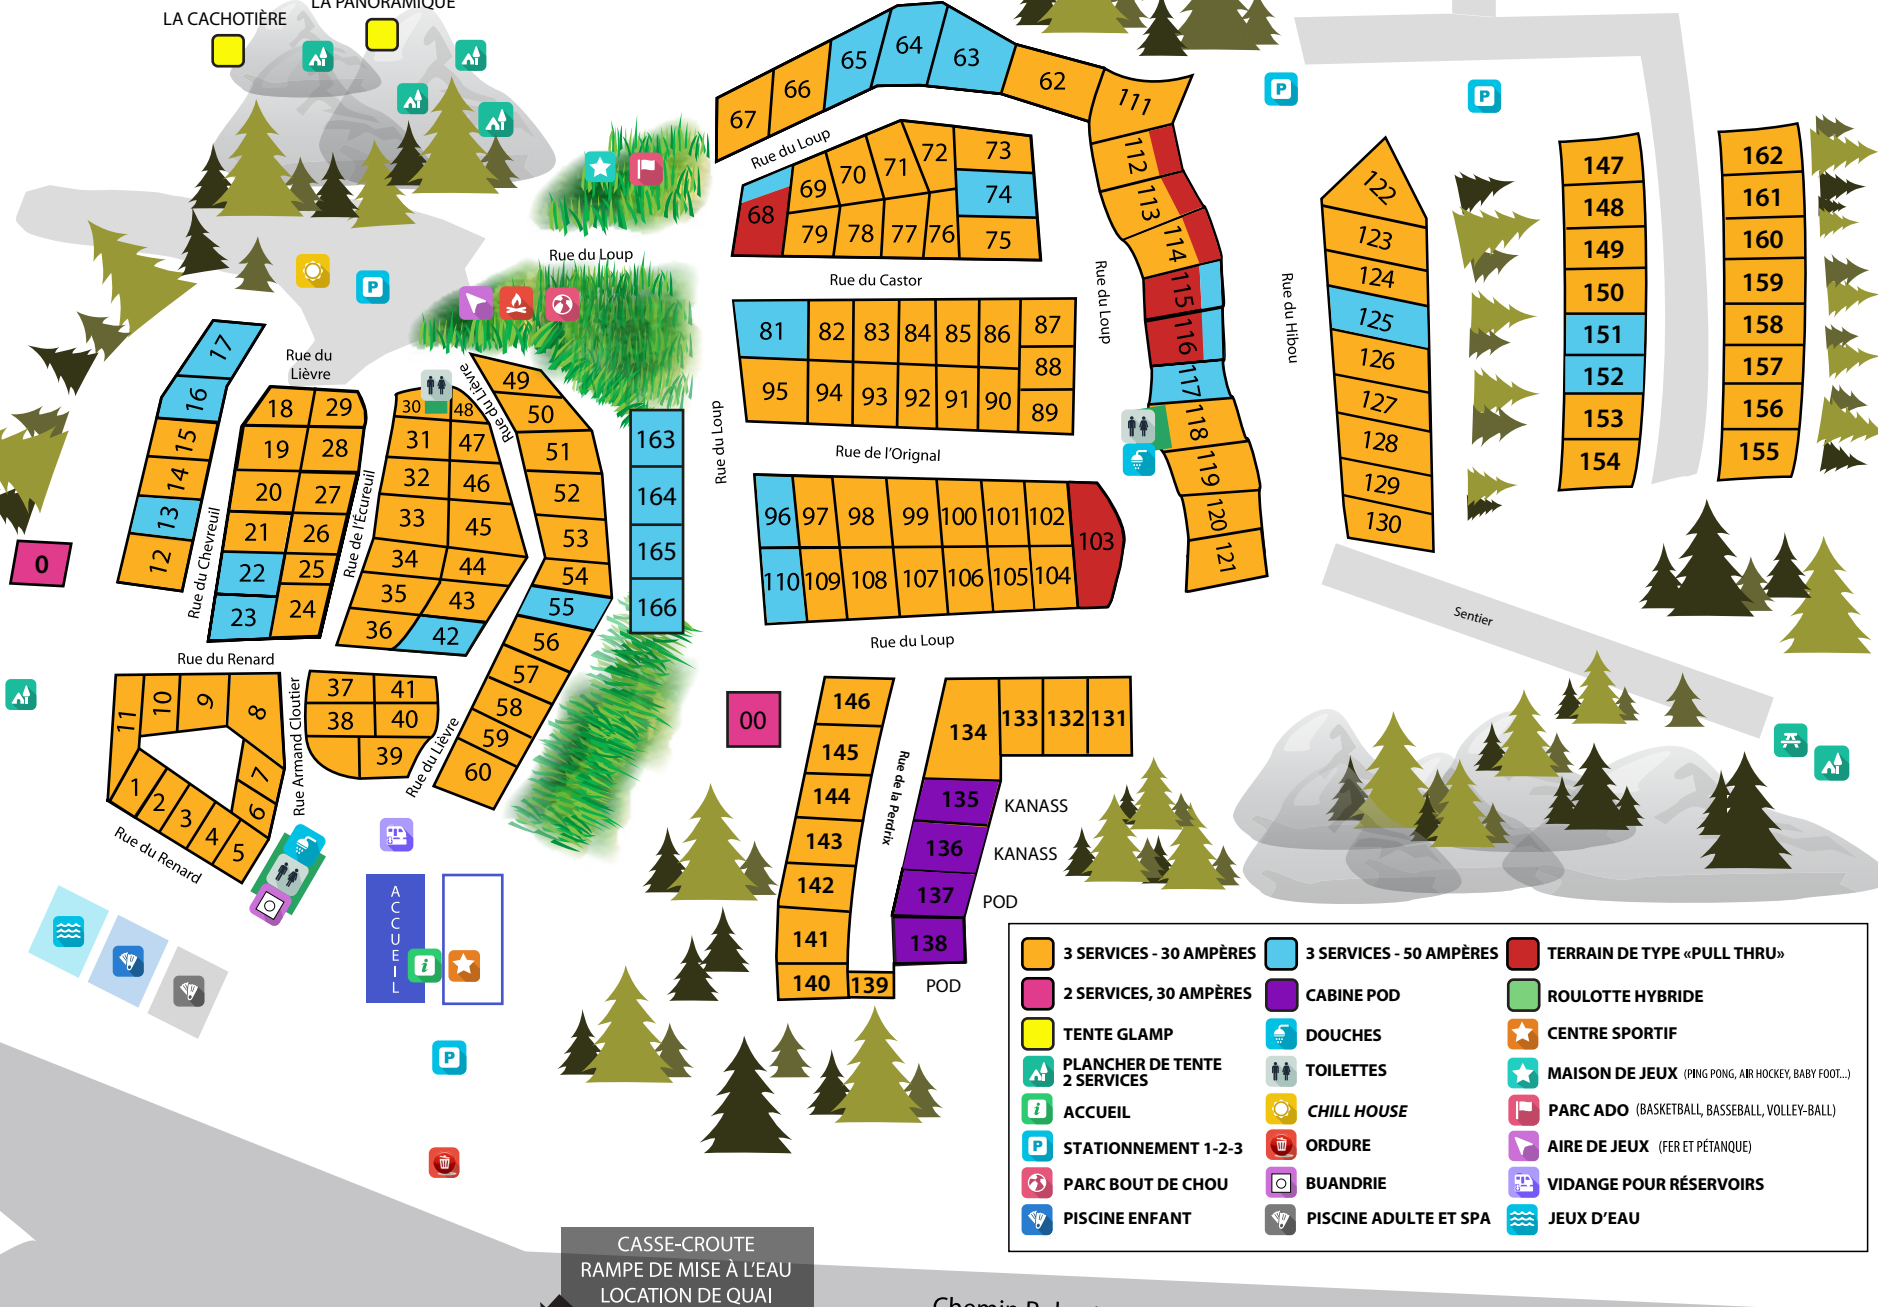 LA CACHOTIÈRE
LA PANORAMIQUE
P
P
67
66
65
64
63
62
111
Rue du Loup
68
69
70
71
72
73
74
75
76
77
78
79
112
113
114
115
116
117
118
119
120
121
122
123
124
125
126
127
128
129
130
147
148
149
150
151
152
153
154
162
161
160
159
158
157
156
155
Rue du Loup
Rue du Castor
Rue du Loup
Rue du Hibou
P
81
82
83
84
85
86
87
88
89
95
94
93
92
91
90
Rue du Loup
Rue de l'Orignal
96
97
98
99
100
101
102
103
110
109
108
107
106
105
104
Rue du Loup
Sentier
17
16
15
14
13
12
0
Rue du Chevreuil
Rue du
Lièvre
18
29
19
28
20
27
21
26
22
25
23
24
Rue de l'Écureuil
30
48
31
47
32
46
33
45
34
44
35
43
36
42
Rue du Lièvre
49
50
51
52
53
54
55
56
57
58
59
60
163
164
165
166
Rue du Renard
11
10
9
8
7
6
1
2
3
4
5
Rue du Renard
Rue Armand Cloutier
37
41
38
40
39
Rue du Lièvre
00
146
145
144
143
142
141
140
139
Rue de la Perdrix
134
133
132
131
135
KANASS
136
KANASS
137
POD
138
POD
ACCUEIL
i
P
3 SERVICES - 30 AMPÈRES
3 SERVICES - 50 AMPÈRES
TERRAIN DE TYPE «PULL THRU»
2 SERVICES, 30 AMPÈRES
CABINE POD
ROULOTTE HYBRIDE
TENTE GLAMP
DOUCHES
CENTRE SPORTIF
PLANCHER DE TENTE
2 SERVICES
TOILETTES
MAISON DE JEUX (PING PONG, AIR HOCKEY, BABY FOOT...)
i
ACCUEIL
CHILL HOUSE
PARC ADO (BASKETBALL, BASSEBALL, VOLLEY-BALL)
P
STATIONNEMENT 1-2-3
ORDURE
AIRE DE JEUX (FER ET PÉTANQUE)
PARC BOUT DE CHOU
BUANDRIE
VIDANGE POUR RÉSERVOIRS
PISCINE ENFANT
PISCINE ADULTE ET SPA
JEUX D'EAU
CASSE-CROUTE
RAMPE DE MISE À L'EAU
LOCATION DE QUAI
Chemin